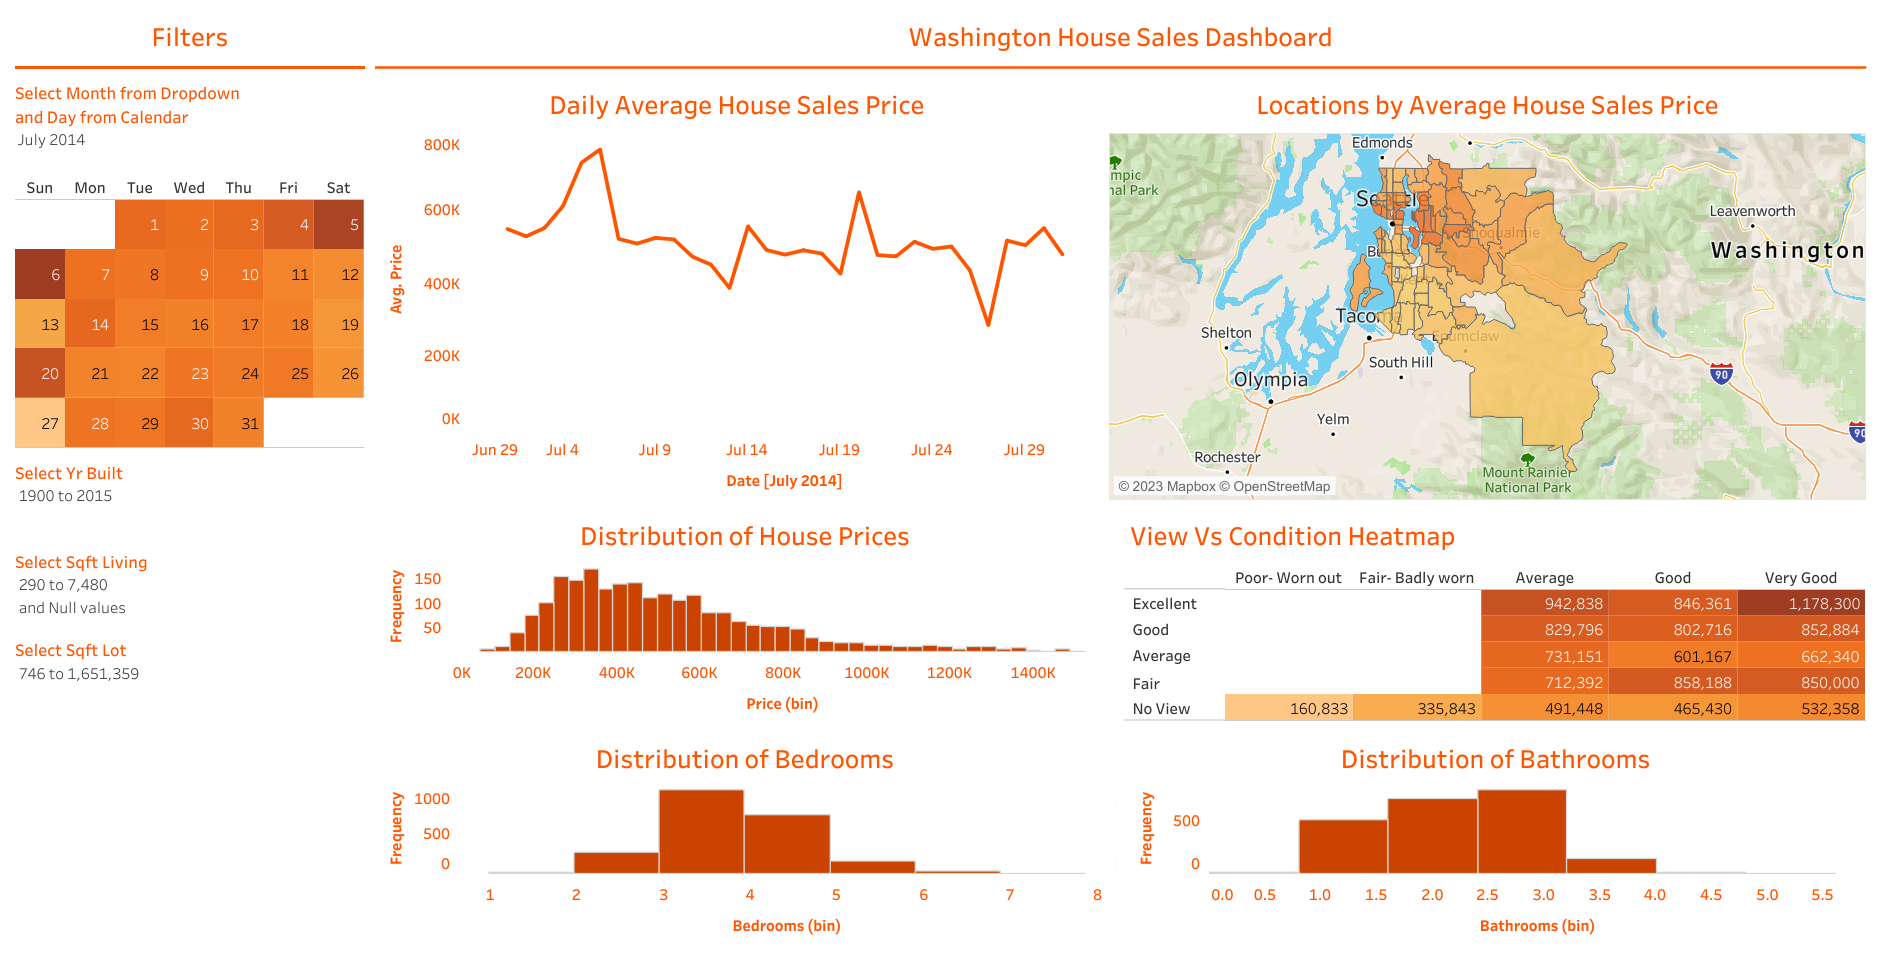 Filters
Washington House Sales Dashboard
Select Month from Dropdown
and Day from Calendar
July 2014
Sun Mon Tue Wed Thu Fri Sat
1 2 3 4 5
6 7 8 9 10 11 12
13 14 15 16 17 18 19
20 21 22 23 24 25 26
27 28 29 30 31
Select Yr Built
1900 to 2015
Select Sqft Living
290 to 7,480
and Null values
Select Sqft Lot
746 to 1,651,359
Daily Average House Sales Price
Avg. Price
800K
600K
400K
200K
0K
Jun 29 Jul 4 Jul 9 Jul 14 Jul 19 Jul 24 Jul 29
Date [July 2014]
Locations by Average House Sales Price
Edmonds
Leavenworth
Washington
Shelton
South Hill
Olympia
Yelm
Rochester
90
90
Mount Rainier
National Park
© 2023 Mapbox © OpenStreetMap
Distribution of House Prices
Frequency
150
100
50
0K 200K 400K 600K 800K 1000K 1200K 1400K
Price (bin)
View Vs Condition Heatmap
Poor- Worn out Fair- Badly worn Average Good Very Good
Excellent 942,838 846,361 1,178,300
Good 829,796 802,716 852,884
Average 731,151 601,167 662,340
Fair 712,392 858,188 850,000
No View 160,833 335,843 491,448 465,430 532,358
Distribution of Bedrooms
Frequency
1000
500
0
1 2 3 4 5 6 7 8
Bedrooms (bin)
Distribution of Bathrooms
Frequency
500
0
0.0 0.5 1.0 1.5 2.0 2.5 3.0 3.5 4.0 4.5 5.0 5.5
Bathrooms (bin)